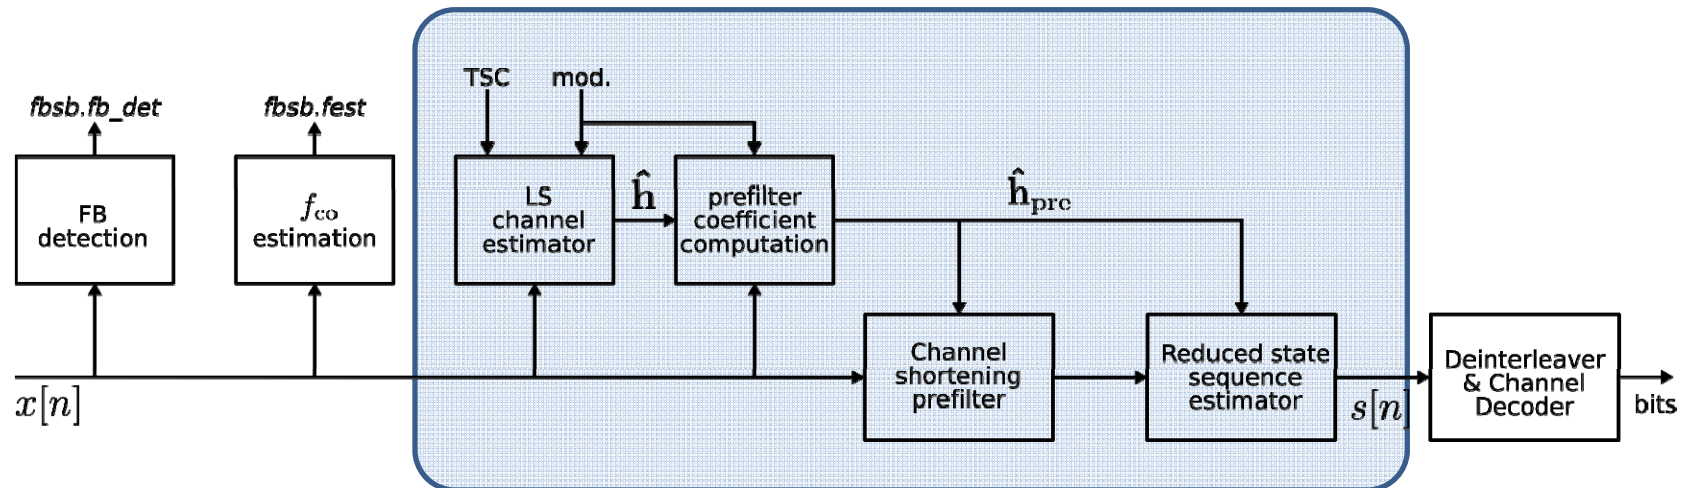 TSC mod.
fbsb.fb_det fbsb.fest
FB
detection
f_co
estimation
LS
channel
estimator
ĥ
prefilter
coefficient
computation
ĥ_pre
Channel
shortening
prefilter
Reduced state
sequence
estimator
Deinterleaver
& Channel
Decoder
x[n]
s[n]
bits